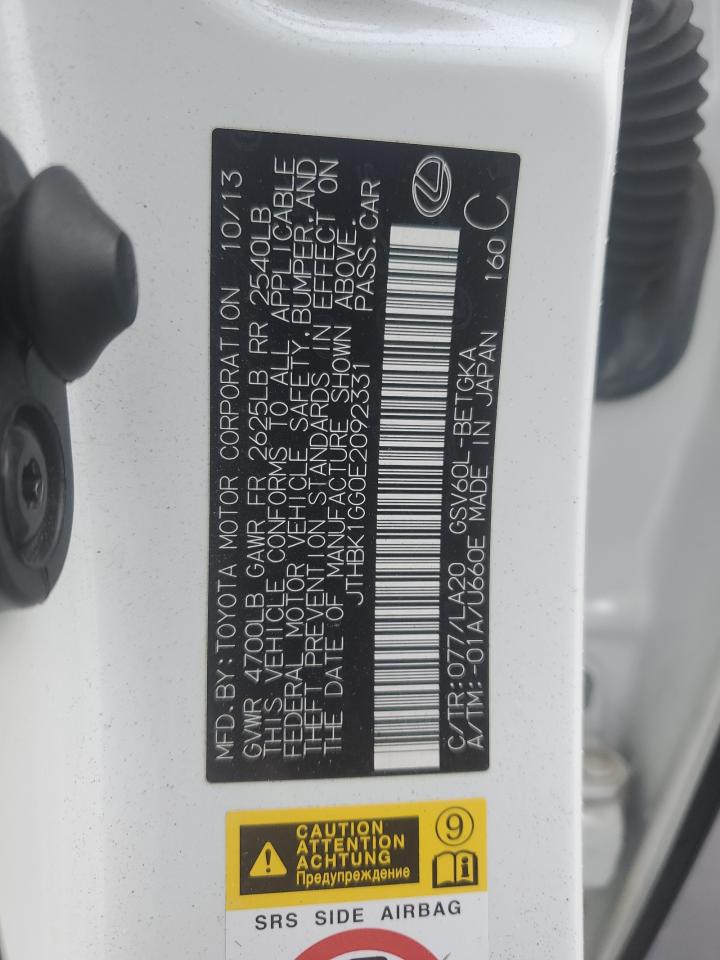 MFD.BY:TOYOTA MOTOR CORPORATION 10/13
GVWR 4700LB GAWR FR 2625LB RR 2540LB
THIS VEHICLE CONFORMS TO ALL APPLICABLE
FEDERAL MOTOR VEHICLE SAFETY,BUMPER,AND
THEFT PREVENTION STANDARDS IN EFFECT ON
THE DATE OF MANUFACTURE SHOWN ABOVE.
JTHBK1GG0E2092331 PASS.CAR
C/TR:077/LA20 GSV60L-BETGKA
A/TM:-01A/U660E MADE IN JAPAN 160 C
CAUTION
ATTENTION
ACHTUNG
Предупреждение
9
SRS SIDE AIRBAG